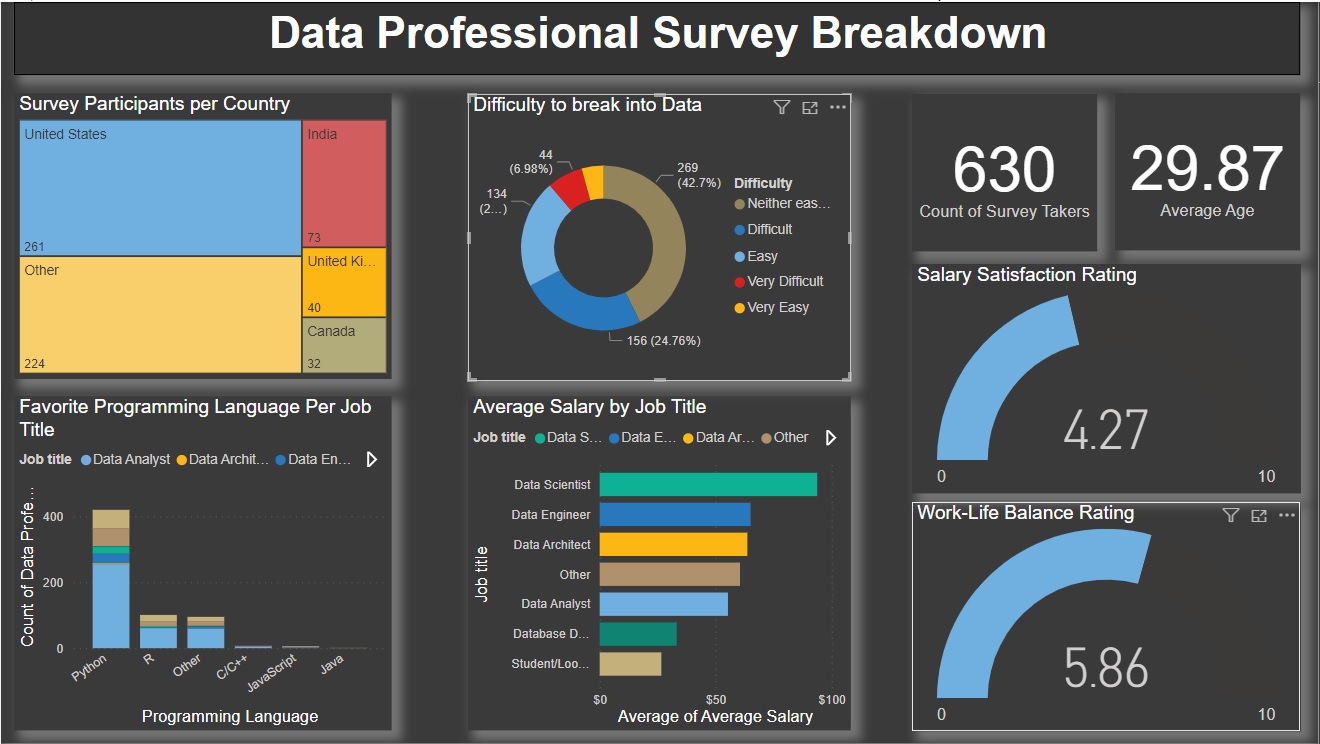 Data Professional Survey Breakdown
Survey Participants per Country
United States
261
Other
224
India
73
United Ki...
40
Canada
32
Difficulty to break into Data
44
(6.98%)
134
(2...)
269
(42.7%)
156 (24.76%)
Difficulty
Neither eas...
Difficult
Easy
Very Difficult
Very Easy
630
Count of Survey Takers
29.87
Average Age
Salary Satisfaction Rating
4.27
0
10
Favorite Programming Language Per Job
Title
Job title Data Analyst Data Archit... Data En...
Count of Data Profe...
400
200
0
Python
R
Other
C/C++
JavaScript
Java
Programming Language
Average Salary by Job Title
Job title Data S... Data E... Data Ar... Other
Job title
Data Scientist
Data Engineer
Data Architect
Other
Data Analyst
Database D...
Student/Loo...
$0
$50
$100
Average of Average Salary
Work-Life Balance Rating
5.86
0
10